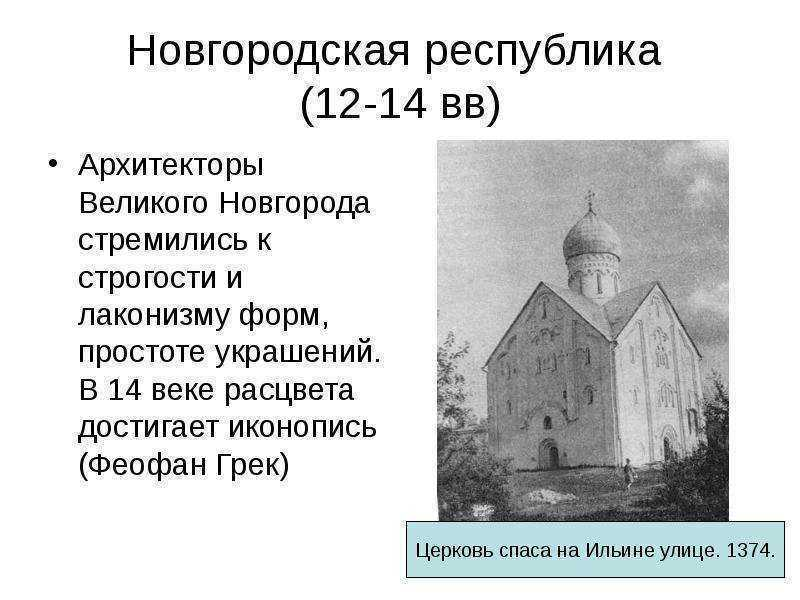 Новгородская республика
(12-14 вв)
• Архитекторы
Великого Новгорода
стремились к
строгости и
лаконизму форм,
простоте украшений.
В 14 веке расцвета
достигает иконопись
(Феофан Грек)
Церковь спаса на Ильине улице. 1374.